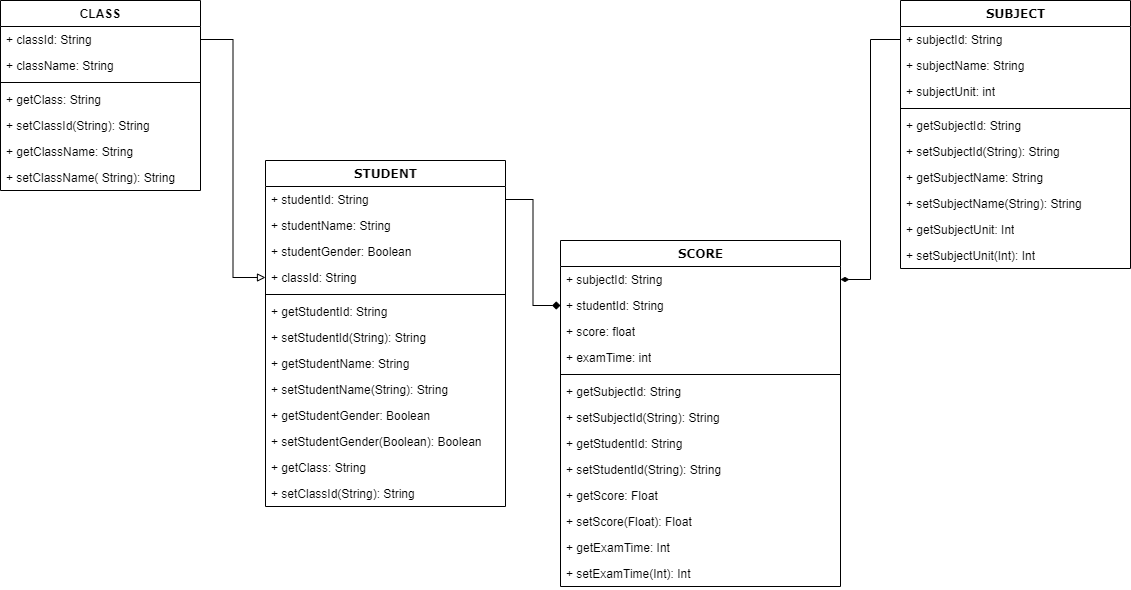 CLASS
+ classId: String
+ className: String
+ getClass: String
+ setClassId(String): String
+ getClassName: String
+ setClassName( String): String
STUDENT
+ studentId: String
+ studentName: String
+ studentGender: Boolean
+ classId: String
+ getStudentId: String
+ setStudentId(String): String
+ getStudentName: String
+ setStudentName(String): String
+ getStudentGender: Boolean
+ setStudentGender(Boolean): Boolean
+ getClass: String
+ setClassId(String): String
SCORE
+ subjectId: String
+ studentId: String
+ score: float
+ examTime: int
+ getSubjectId: String
+ setSubjectId(String): String
+ getStudentId: String
+ setStudentId(String): String
+ getScore: Float
+ setScore(Float): Float
+ getExamTime: Int
+ setExamTime(Int): Int
SUBJECT
+ subjectId: String
+ subjectName: String
+ subjectUnit: int
+ getSubjectId: String
+ setSubjectId(String): String
+ getSubjectName: String
+ setSubjectName(String): String
+ getSubjectUnit: Int
+ setSubjectUnit(Int): Int